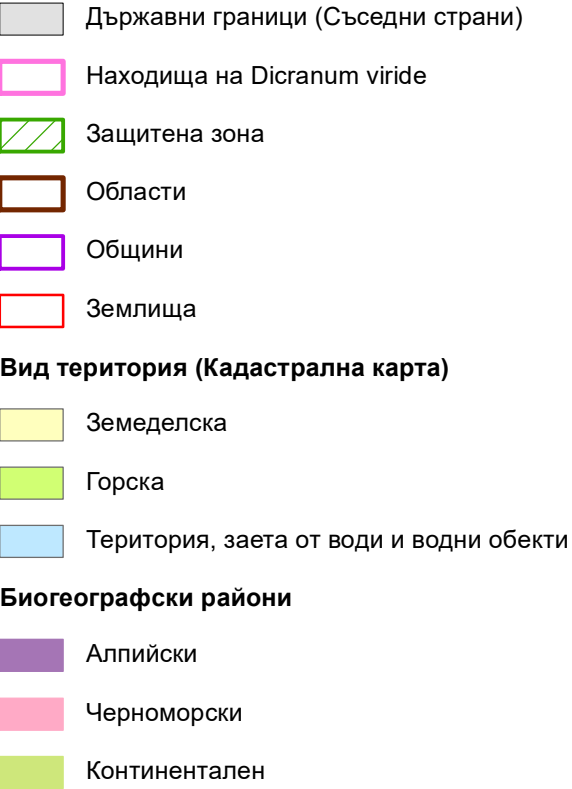 Държавни граници (Съседни страни)
Находища на Dicranum viride
Защитена зона
Области
Общини
Землища
Вид територия (Кадастрална карта)
Земеделска
Горска
Територия, заета от води и водни обекти
Биогеографски райони
Алпийски
Черноморски
Континентален